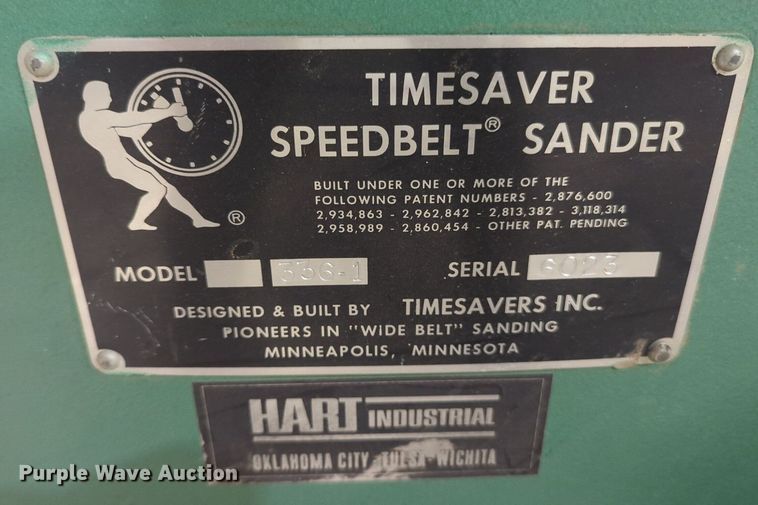 TIMESAVER
SPEEDBELT® SANDER
BUILT UNDER ONE OR MORE OF THE
FOLLOWING PATENT NUMBERS - 2,876,600
2,934,863 - 2,962,842 - 2,813,382 - 3,118,314
2,958,989 - 2,860,454 - OTHER PAT. PENDING
®
MODEL 336-1 SERIAL 6023
DESIGNED & BUILT BY TIMESAVERS INC.
PIONEERS IN "WIDE BELT" SANDING
MINNEAPOLIS, MINNESOTA
HART INDUSTRIAL
OKLAHOMA CITY - TULSA - WICHITA
Purple Wave Auction